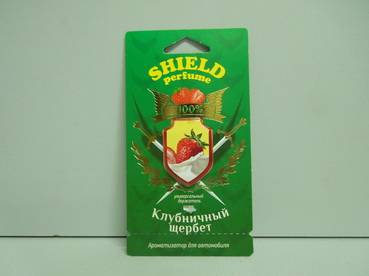 SHIELD
perfume
100%
универсальный
держатель
Клубничный
щербет
Ароматизатор для автомобиля